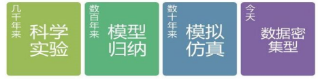 几千年来
科学
实验
数百年来
模型
归纳
数十年来
模拟
仿真
今天
数据密
集型